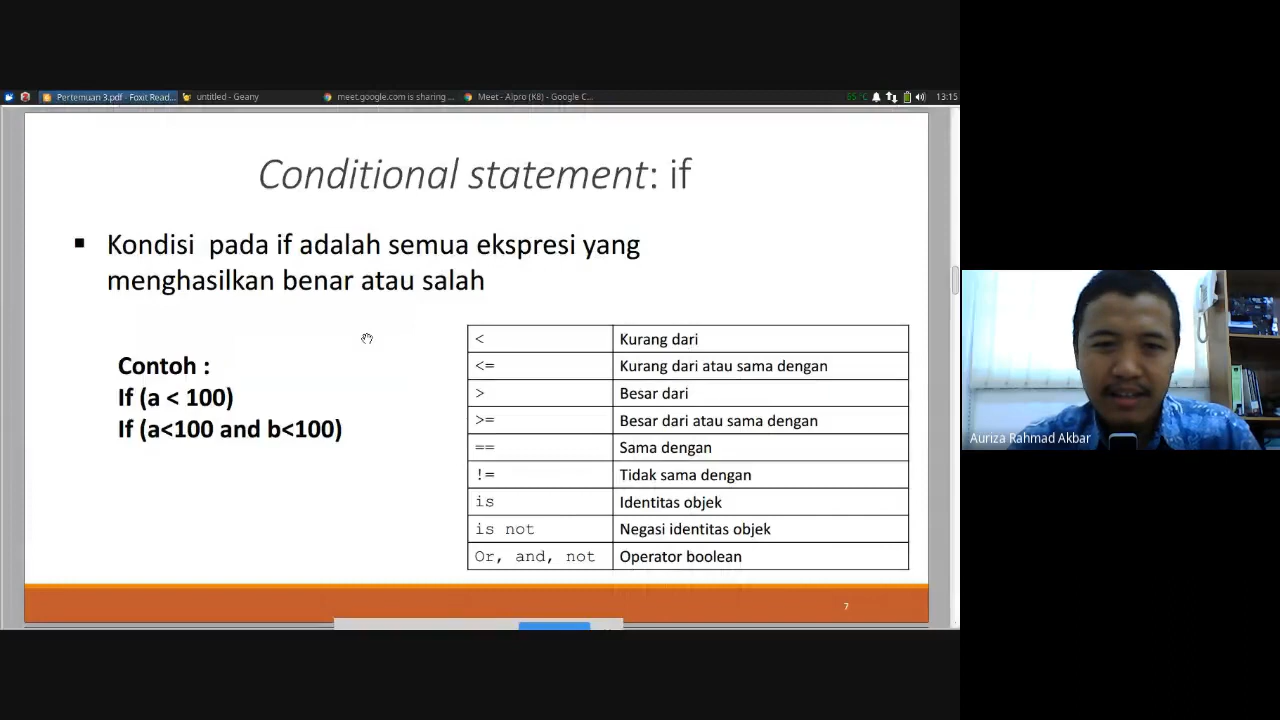 Pertemuan 3.pdf - Foxit Read... untitled - Geany meet.google.com is sharing ... Meet - Alpro (K8) - Google C... 65°C 13:15
Conditional statement: if
▪ Kondisi pada if adalah semua ekspresi yang
menghasilkan benar atau salah
Contoh :
If (a < 100)
If (a<100 and b<100)
< Kurang dari
<= Kurang dari atau sama dengan
> Besar dari
>= Besar dari atau sama dengan
== Sama dengan
!= Tidak sama dengan
is Identitas objek
is not Negasi identitas objek
Or, and, not Operator boolean
7
Auriza Rahmad Akbar